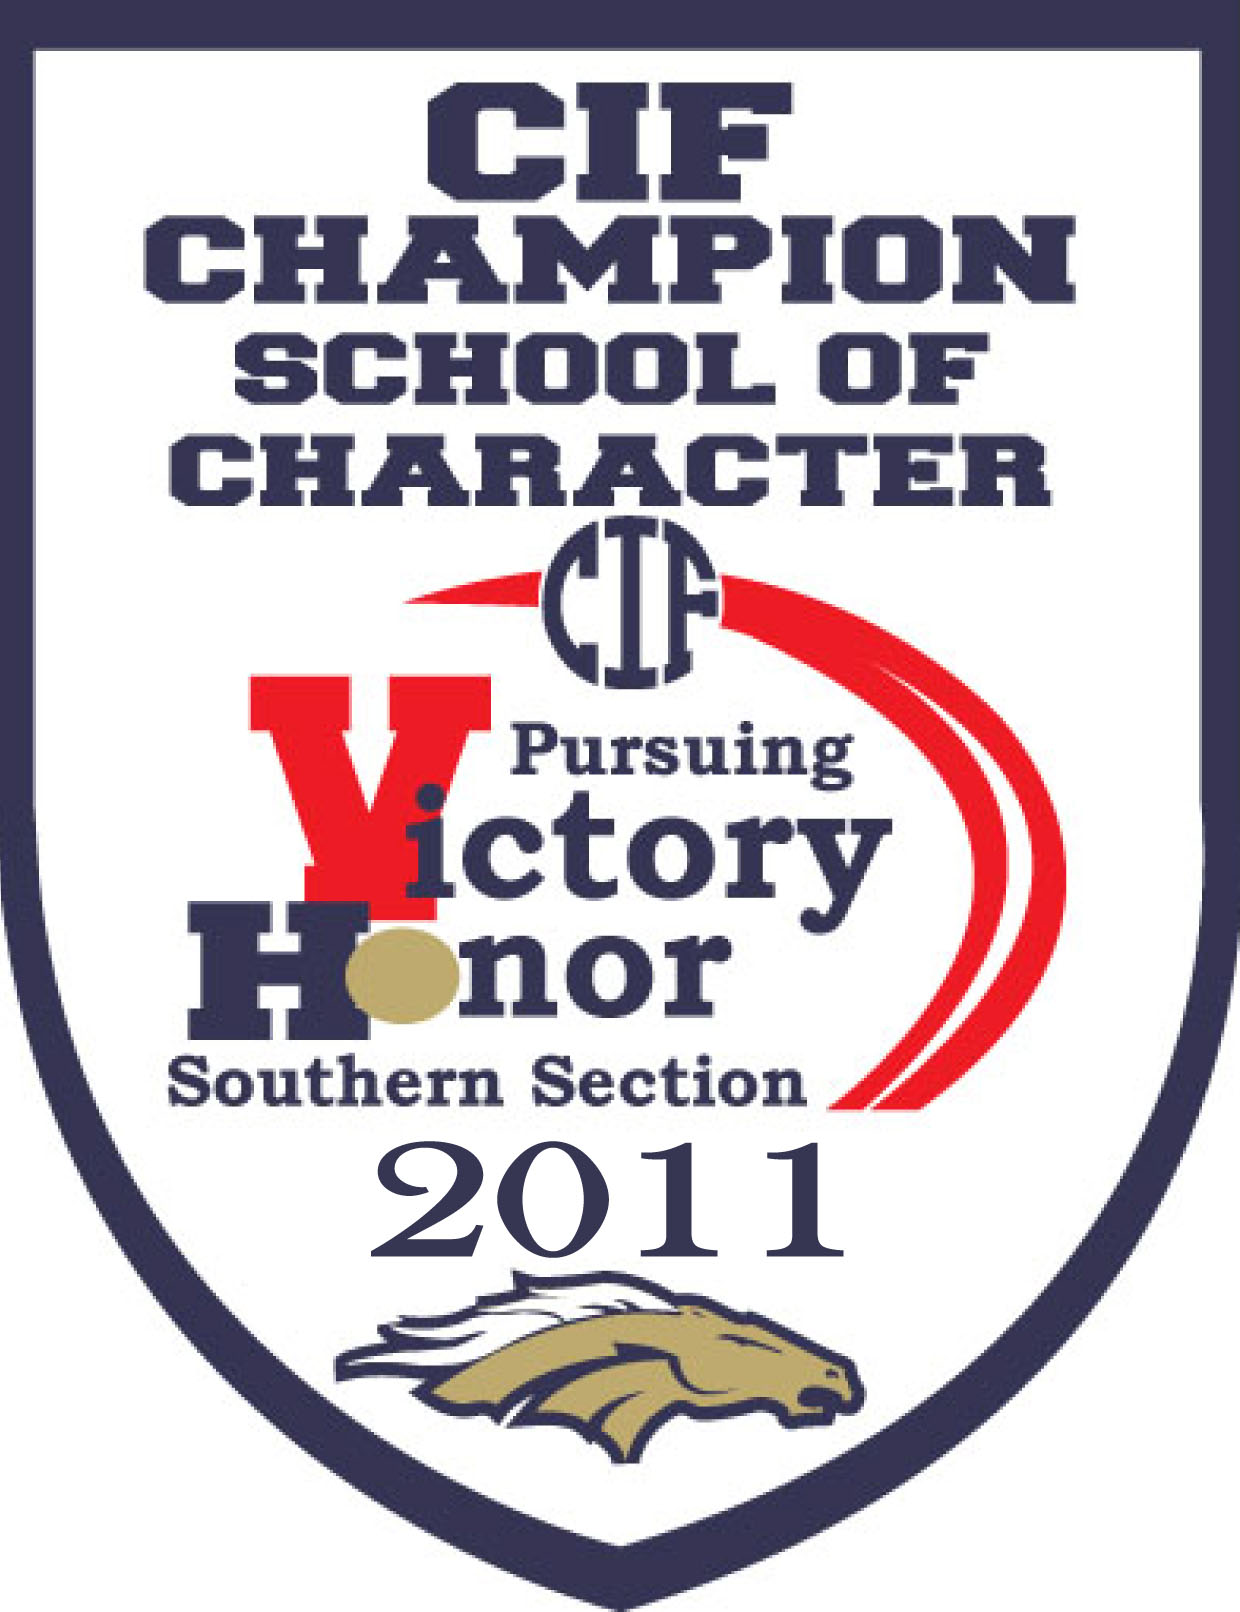 CIF
CHAMPION
SCHOOL OF
CHARACTER
CIF
Pursuing
Victory
Honor
Southern Section
2011